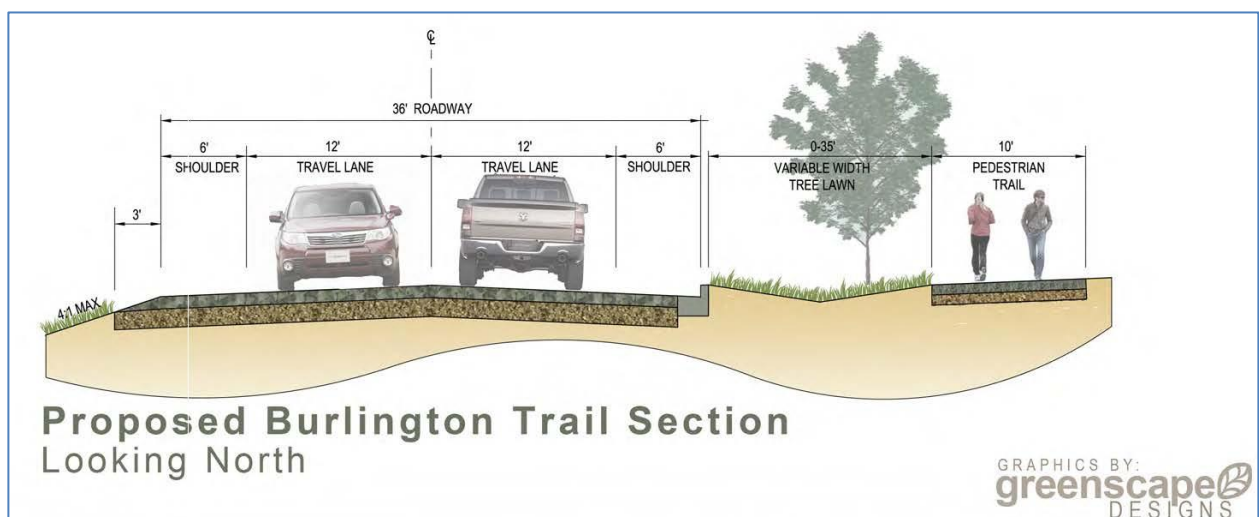 ℄
36' ROADWAY
6'
SHOULDER
12'
TRAVEL LANE
12'
TRAVEL LANE
6'
SHOULDER
0-35'
VARIABLE WIDTH
TREE LAWN
10'
PEDESTRIAN
TRAIL
3'
4:1 MAX
Proposed Burlington Trail Section
Looking North
GRAPHICS BY:
greenscape
DESIGNS